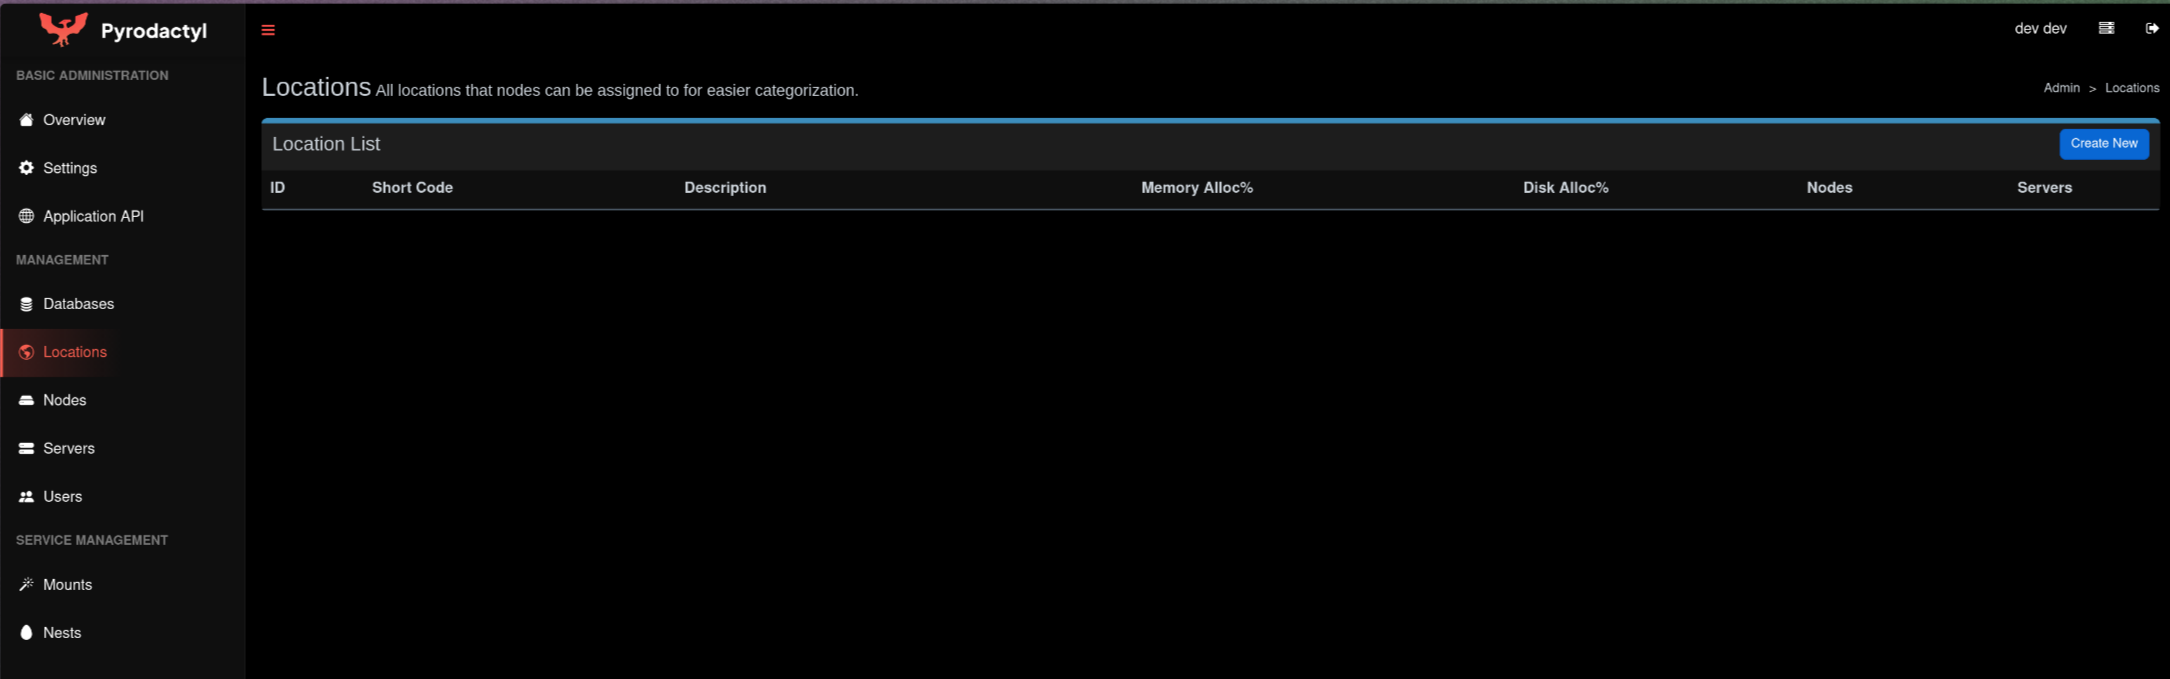 Pyrodactyl
dev dev
BASIC ADMINISTRATION
Overview
Settings
Application API
MANAGEMENT
Databases
Locations
Nodes
Servers
Users
SERVICE MANAGEMENT
Mounts
Nests
Locations All locations that nodes can be assigned to for easier categorization.
Admin > Locations
Location List
Create New
ID Short Code Description Memory Alloc% Disk Alloc% Nodes Servers